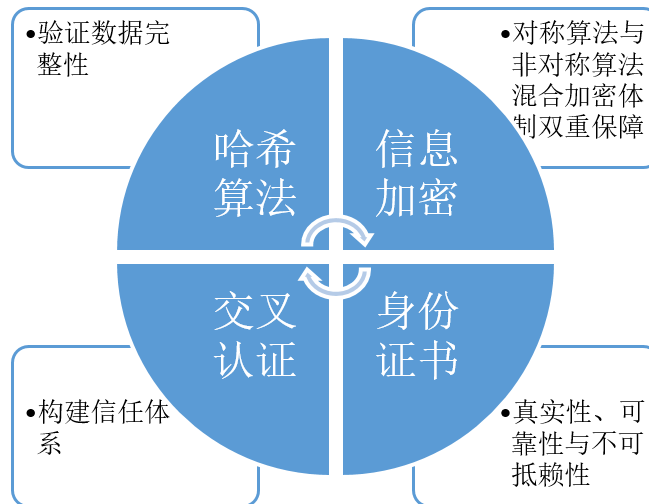 •验证数据完
整性
•对称算法与
非对称算法
混合加密体
制双重保障
哈希
算法
信息
加密
交叉
认证
身份
证书
•构建信任体
系
•真实性、可
靠性与不可
抵赖性